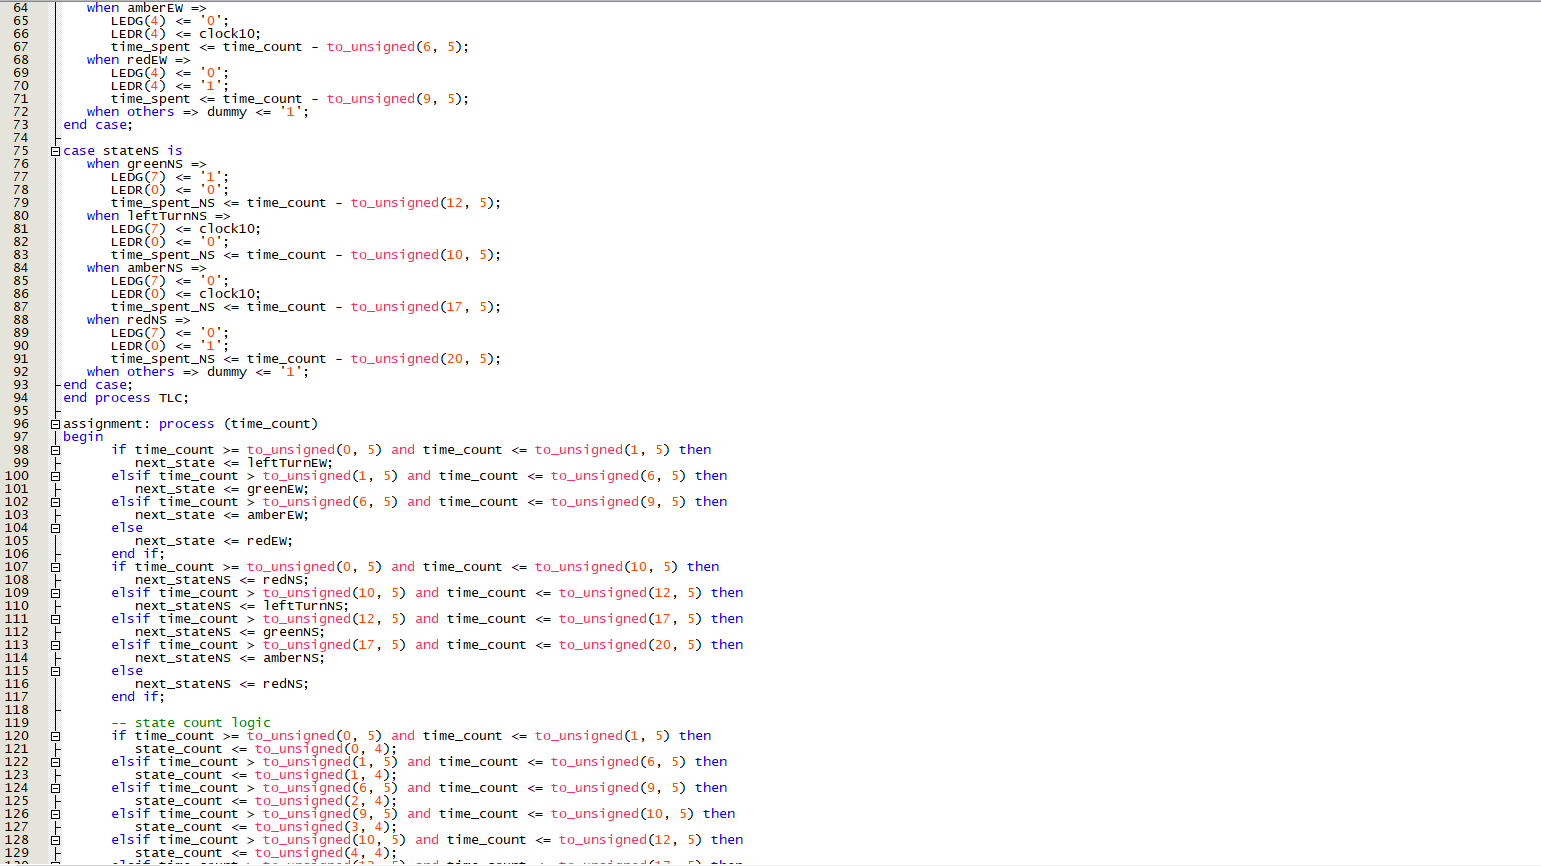 64 when amberEW =>
65 LEDG(4) <= '0';
66 LEDR(4) <= clock10;
67 time_spent <= time_count - to_unsigned(6, 5);
68 when redEW =>
69 LEDG(4) <= '0';
70 LEDR(4) <= '1';
71 time_spent <= time_count - to_unsigned(9, 5);
72 when others => dummy <= '1';
73 end case;
74
75 case stateNS is
76 when greenNS =>
77 LEDG(7) <= '1';
78 LEDR(0) <= '0';
79 time_spent_NS <= time_count - to_unsigned(12, 5);
80 when leftTurnNS =>
81 LEDG(7) <= clock10;
82 LEDR(0) <= '0';
83 time_spent_NS <= time_count - to_unsigned(10, 5);
84 when amberNS =>
85 LEDG(7) <= '0';
86 LEDR(0) <= clock10;
87 time_spent_NS <= time_count - to_unsigned(17, 5);
88 when redNS =>
89 LEDG(7) <= '0';
90 LEDR(0) <= '1';
91 time_spent_NS <= time_count - to_unsigned(20, 5);
92 when others => dummy <= '1';
93 end case;
94 end process TLC;
95
96 assignment: process (time_count)
97 begin
98 if time_count >= to_unsigned(0, 5) and time_count <= to_unsigned(1, 5) then
99 next_state <= leftTurnEW;
100 elsif time_count > to_unsigned(1, 5) and time_count <= to_unsigned(6, 5) then
101 next_state <= greenEW;
102 elsif time_count > to_unsigned(6, 5) and time_count <= to_unsigned(9, 5) then
103 next_state <= amberEW;
104 else
105 next_state <= redEW;
106 end if;
107 if time_count >= to_unsigned(0, 5) and time_count <= to_unsigned(10, 5) then
108 next_stateNS <= redNS;
109 elsif time_count > to_unsigned(10, 5) and time_count <= to_unsigned(12, 5) then
110 next_stateNS <= leftTurnNS;
111 elsif time_count > to_unsigned(12, 5) and time_count <= to_unsigned(17, 5) then
112 next_stateNS <= greenNS;
113 elsif time_count > to_unsigned(17, 5) and time_count <= to_unsigned(20, 5) then
114 next_stateNS <= amberNS;
115 else
116 next_stateNS <= redNS;
117 end if;
118
119 -- state count logic
120 if time_count >= to_unsigned(0, 5) and time_count <= to_unsigned(1, 5) then
121 state_count <= to_unsigned(0, 4);
122 elsif time_count > to_unsigned(1, 5) and time_count <= to_unsigned(6, 5) then
123 state_count <= to_unsigned(1, 4);
124 elsif time_count > to_unsigned(6, 5) and time_count <= to_unsigned(9, 5) then
125 state_count <= to_unsigned(2, 4);
126 elsif time_count > to_unsigned(9, 5) and time_count <= to_unsigned(10, 5) then
127 state_count <= to_unsigned(3, 4);
128 elsif time_count > to_unsigned(10, 5) and time_count <= to_unsigned(12, 5) then
129 state_count <= to_unsigned(4, 4);